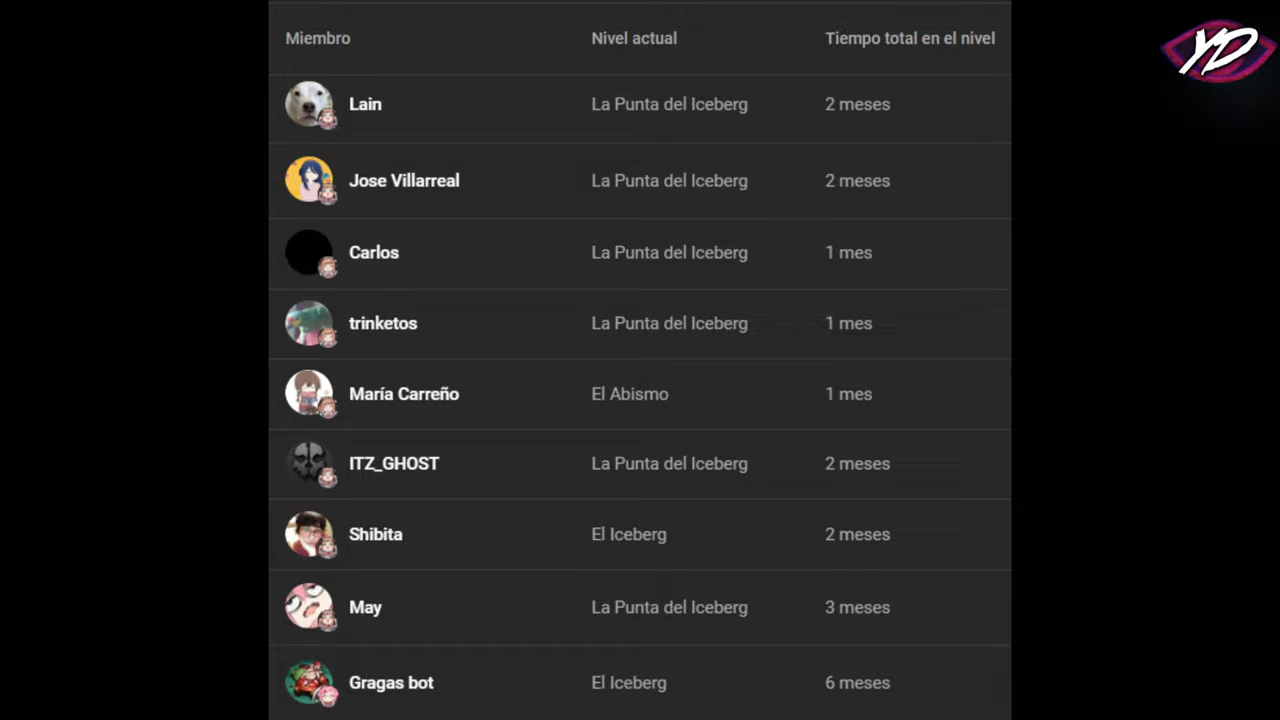 Miembro Nivel actual Tiempo total en el nivel
YD
Lain La Punta del Iceberg 2 meses
Jose Villarreal La Punta del Iceberg 2 meses
Carlos La Punta del Iceberg 1 mes
trinketos La Punta del Iceberg 1 mes
María Carreño El Abismo 1 mes
ITZ_GHOST La Punta del Iceberg 2 meses
Shibita El Iceberg 2 meses
May La Punta del Iceberg 3 meses
Gragas bot El Iceberg 6 meses